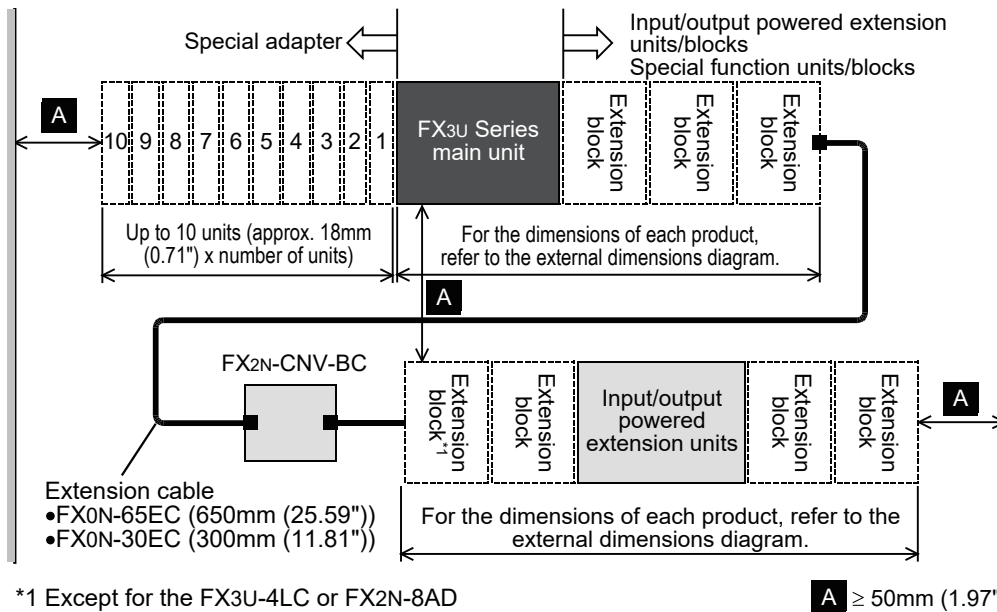 Special adapter
Input/output powered extension
units/blocks
Special function units/blocks
A
10 9 8 7 6 5 4 3 2 1
FX3U Series
main unit
Extension
block
Extension
block
Extension
block
Up to 10 units (approx. 18mm
(0.71") x number of units)
For the dimensions of each product,
refer to the external dimensions diagram.
A
FX2N-CNV-BC
Extension
block*1
Extension
block
Input/output
powered
extension units
Extension
block
Extension
block
A
Extension cable
•FX0N-65EC (650mm (25.59"))
•FX0N-30EC (300mm (11.81"))
For the dimensions of each product, refer to the
external dimensions diagram.
*1 Except for the FX3U-4LC or FX2N-8AD
A ≥ 50mm (1.97"